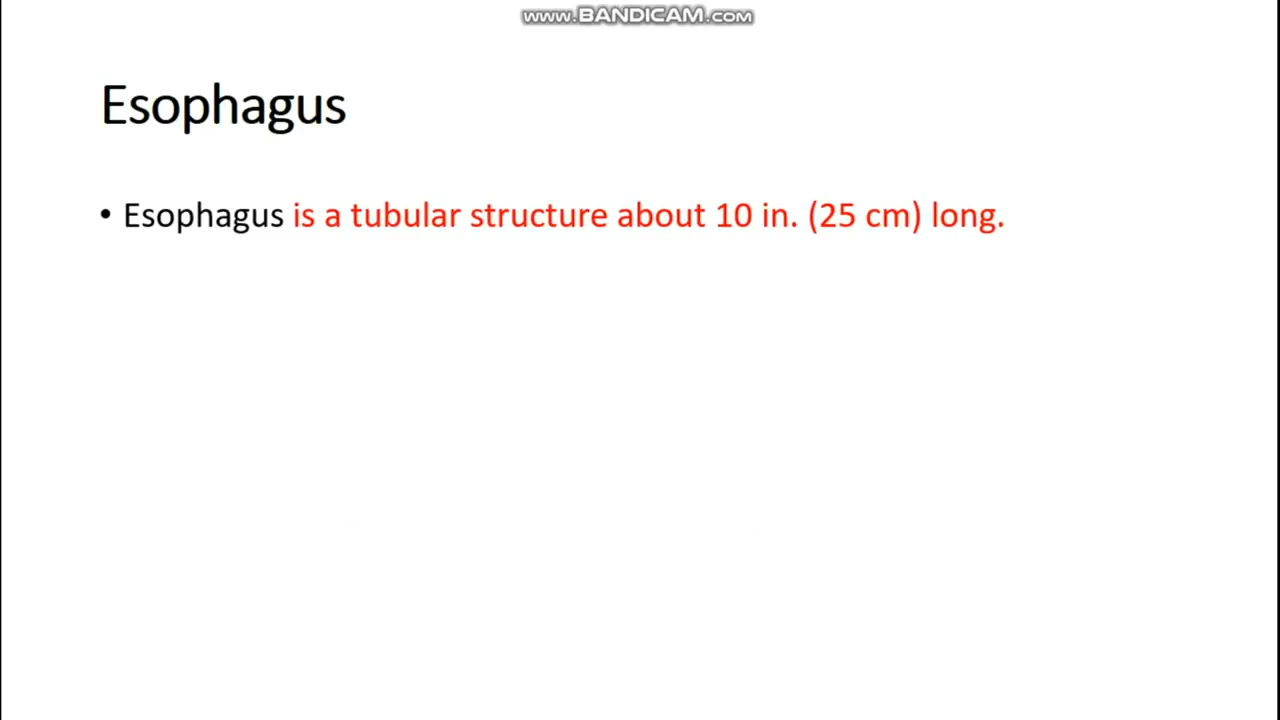 www.BANDICAM.com
Esophagus
• Esophagus is a tubular structure about 10 in. (25 cm) long.